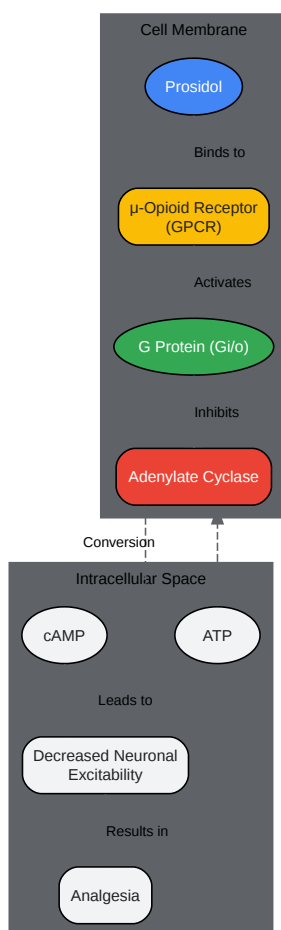 Cell Membrane
Prosidol
Binds to
μ-Opioid Receptor
(GPCR)
Activates
G Protein (Gi/o)
Inhibits
Adenylate Cyclase
Conversion
Intracellular Space
cAMP
ATP
Leads to
Decreased Neuronal
Excitability
Results in
Analgesia